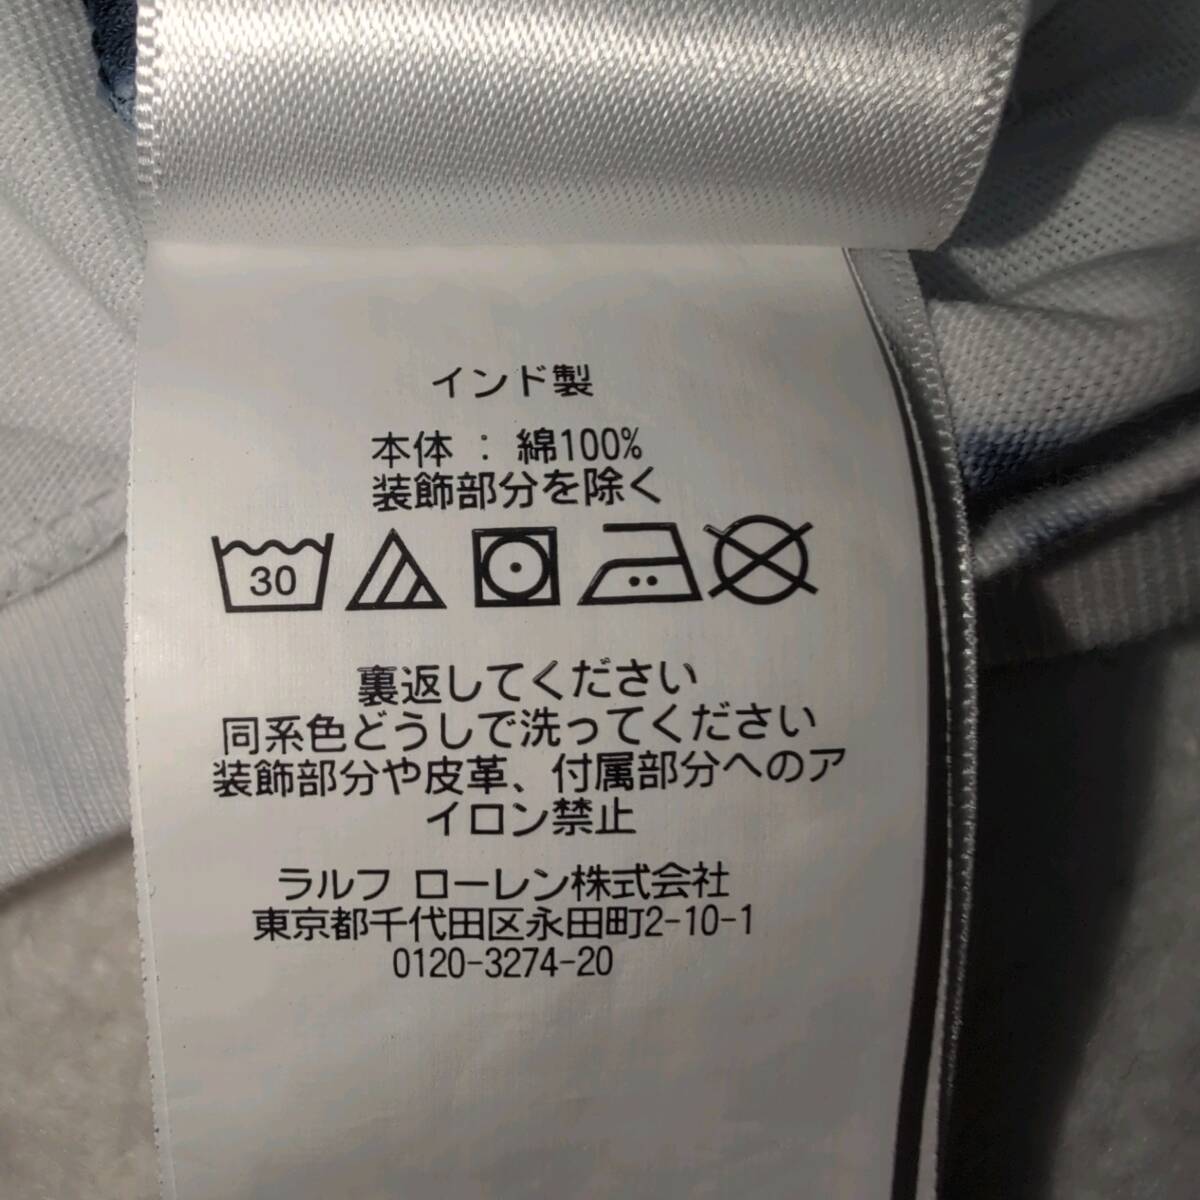 インド製
本体 : 綿100%
装飾部分を除く
30
裏返してください
同系色どうしで洗ってください
装飾部分や皮革、付属部分へのア
イロン禁止
ラルフ ローレン株式会社
東京都千代田区永田町2-10-1
0120-3274-20